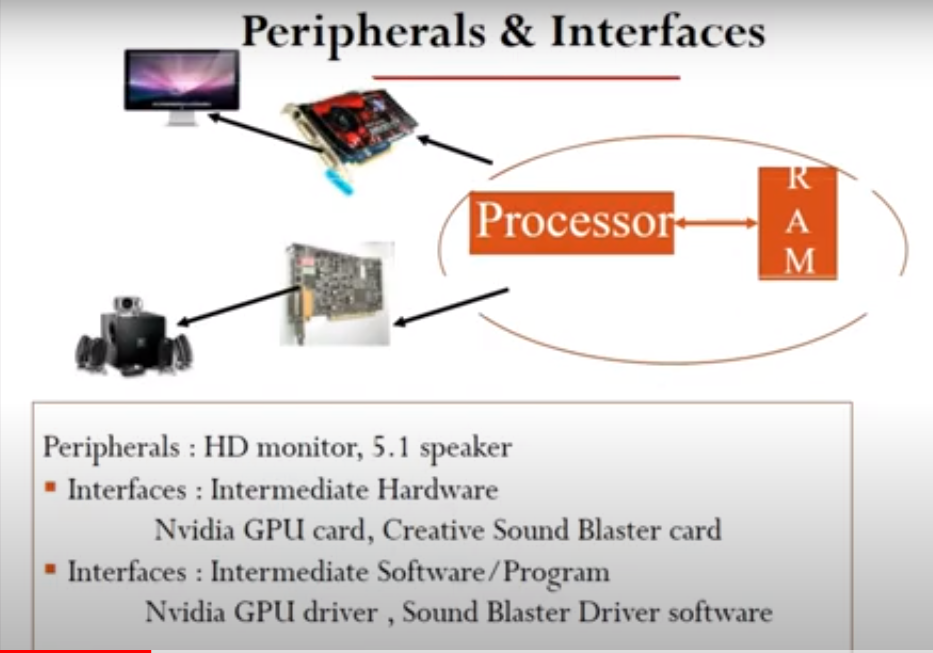 Peripherals & Interfaces
Processor
R
A
M
Peripherals : HD monitor, 5.1 speaker
▪ Interfaces : Intermediate Hardware
Nvidia GPU card, Creative Sound Blaster card
▪ Interfaces : Intermediate Software/Program
Nvidia GPU driver , Sound Blaster Driver software